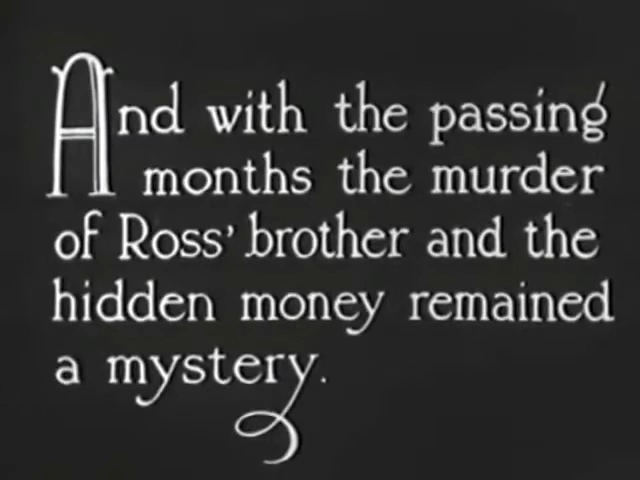 And with the passing
months the murder
of Ross' brother and the
hidden money remained
a mystery.